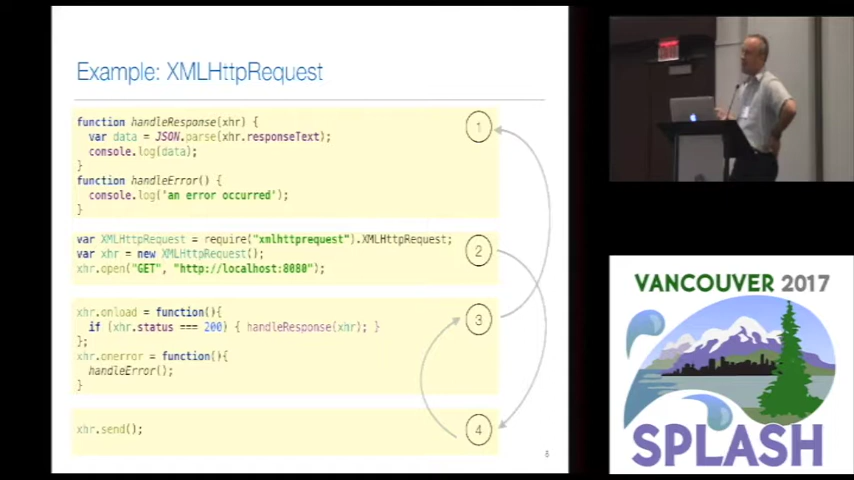 Example: XMLHttpRequest
function handleResponse(xhr) {
var data = JSON.parse(xhr.responseText);
console.log(data);
}
function handleError() {
console.log('an error occurred');
}
1
var XMLHttpRequest = require("xmlhttprequest").XMLHttpRequest;
var xhr = new XMLHttpRequest();
xhr.open("GET", "http://localhost:8080");
2
xhr.onload = function(){
if (xhr.status === 200) { handleResponse(xhr); }
};
xhr.onerror = function(){
handleError();
}
3
xhr.send();
4
VANCOUVER 2017
SPLASH